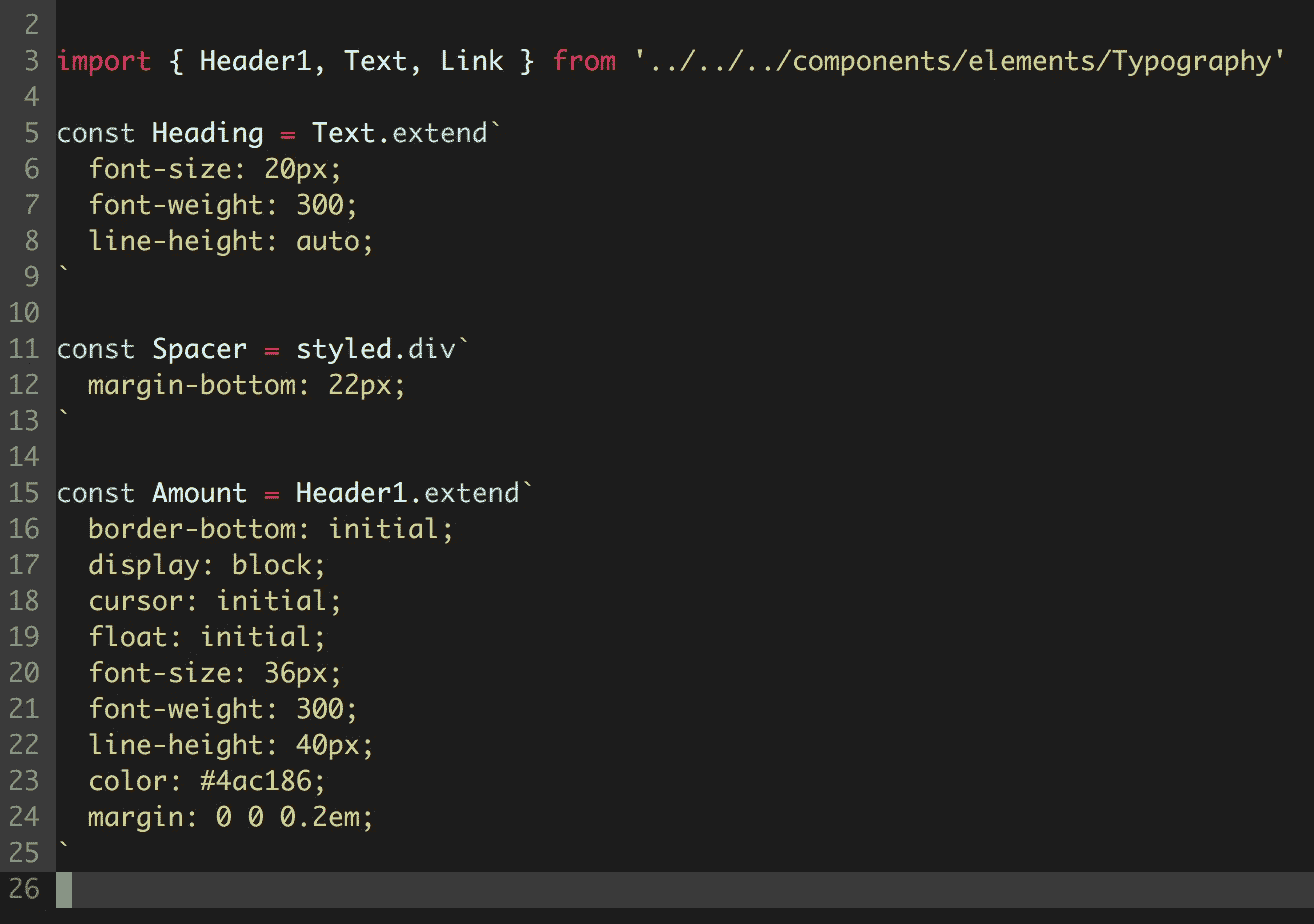 2
3 import { Header1, Text, Link } from '../../../components/elements/Typography'
4
5 const Heading = Text.extend`
6   font-size: 20px;
7   font-weight: 300;
8   line-height: auto;
9 `
10
11 const Spacer = styled.div`
12   margin-bottom: 22px;
13 `
14
15 const Amount = Header1.extend`
16   border-bottom: initial;
17   display: block;
18   cursor: initial;
19   float: initial;
20   font-size: 36px;
21   font-weight: 300;
22   line-height: 40px;
23   color: #4ac186;
24   margin: 0 0 0.2em;
25 `
26